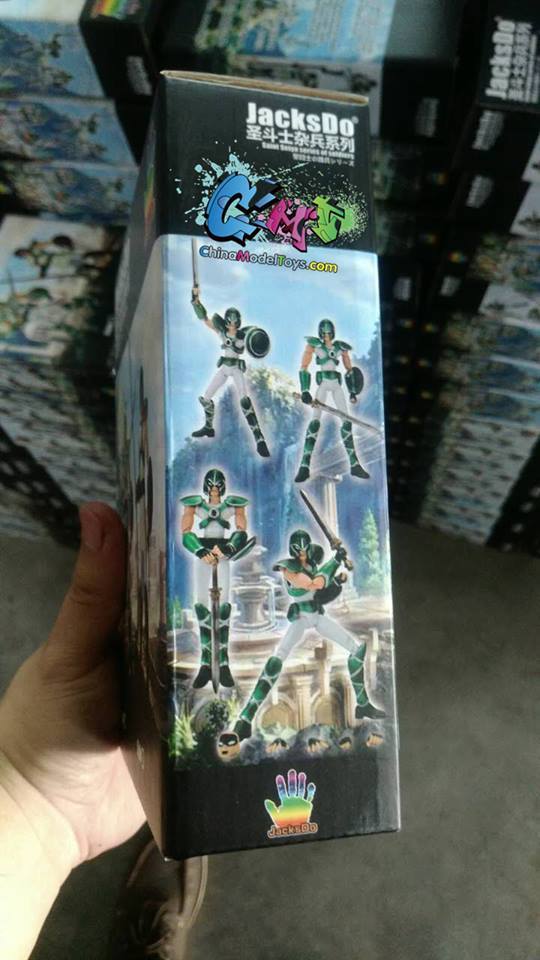 JacksDo®
圣斗士杂兵系列
Saint Seiya series of soldiers
C.M.T
ChinaModelToys.com
JacksDo
JacksDo